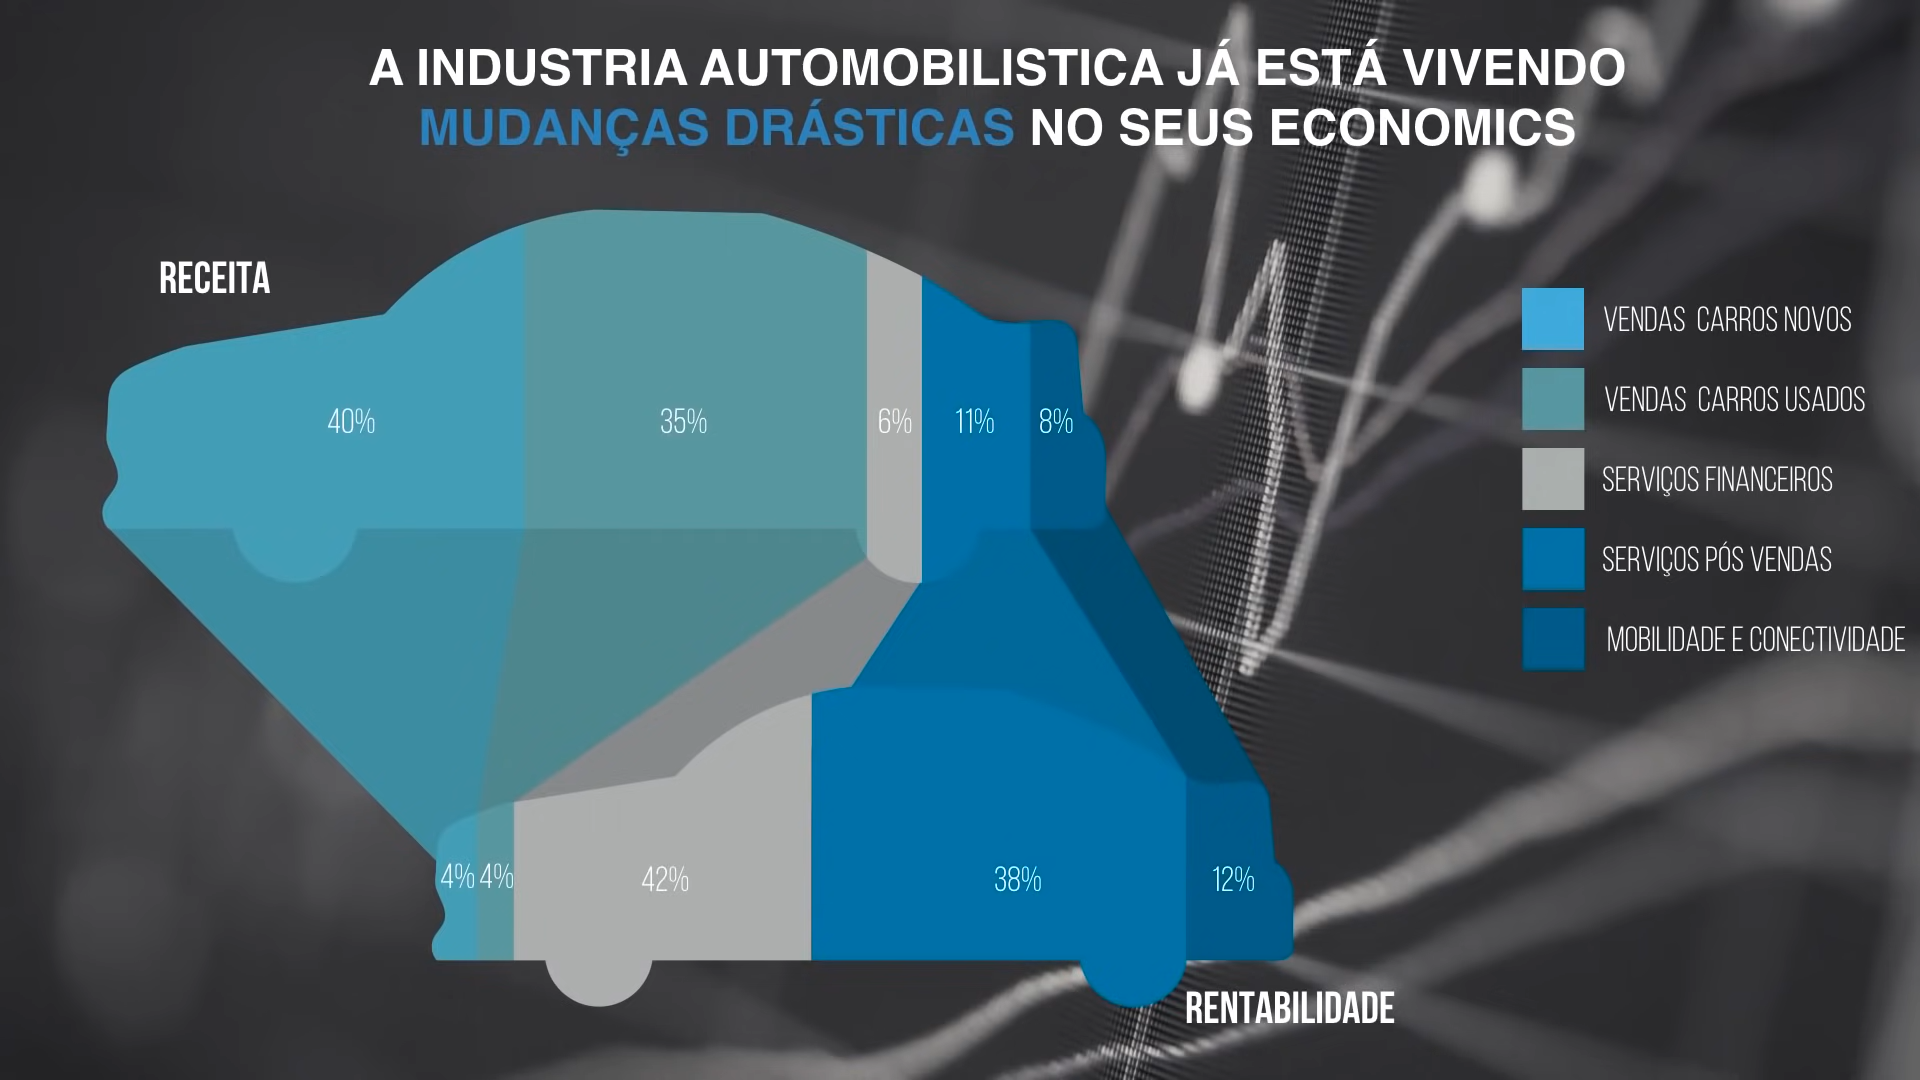 A INDUSTRIA AUTOMOBILISTICA JÁ ESTÁ VIVENDO
MUDANÇAS DRÁSTICAS NO SEUS ECONOMICS
RECEITA
40%
35%
6%
11%
8%
VENDAS CARROS NOVOS
VENDAS CARROS USADOS
SERVIÇOS FINANCEIROS
SERVIÇOS PÓS VENDAS
MOBILIDADE E CONECTIVIDADE
4%
4%
42%
38%
12%
RENTABILIDADE